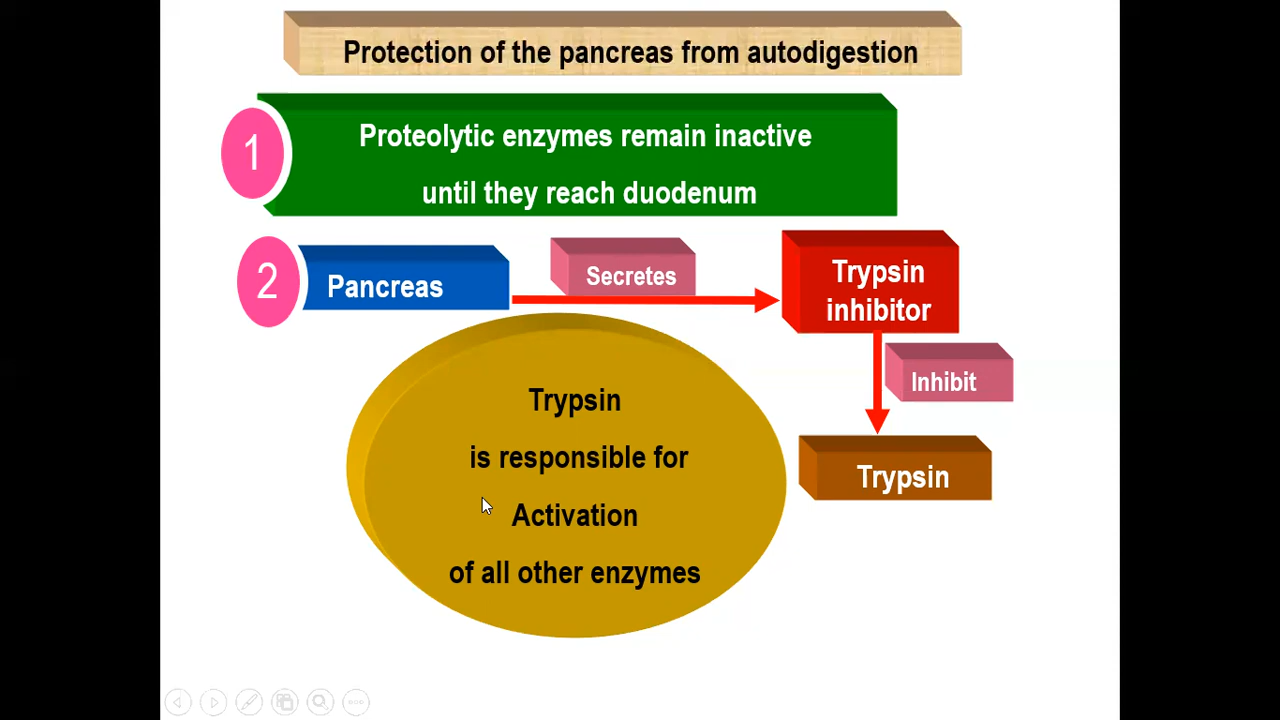 Protection of the pancreas from autodigestion
1
Proteolytic enzymes remain inactive
until they reach duodenum
2
Pancreas
Secretes
Trypsin
inhibitor
Inhibit
Trypsin
Trypsin
is responsible for
Activation
of all other enzymes